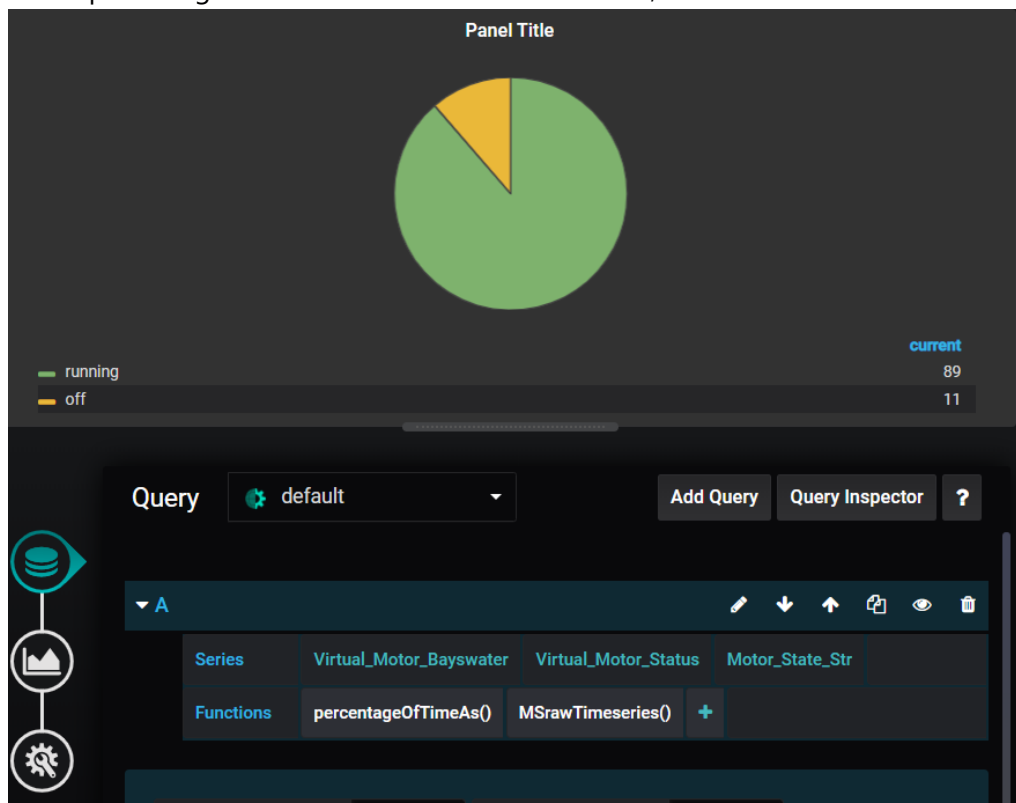 Panel Title
current
running 89
off 11
Query default Add Query Query Inspector ?
A
Series Virtual_Motor_Bayswater Virtual_Motor_Status Motor_State_Str
Functions percentageOfTimeAs() MSrawTimeseries() +